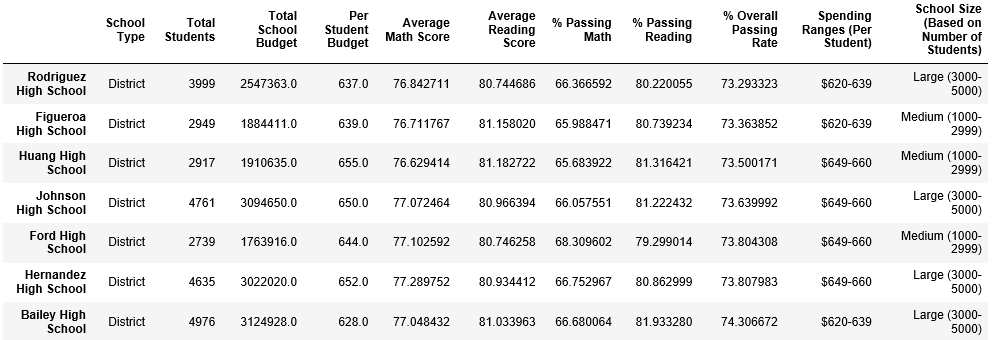 School Type Total Students Total School Budget Per Student Budget Average Math Score Average Reading Score % Passing Math % Passing Reading % Overall Passing Rate Spending Ranges (Per Student) School Size (Based on Number of Students)
Rodriguez High School District 3999 2547363.0 637.0 76.842711 80.744686 66.366592 80.220055 73.293323 $620-639 Large (3000-5000)
Figueroa High School District 2949 1884411.0 639.0 76.711767 81.158020 65.988471 80.739234 73.363852 $620-639 Medium (1000-2999)
Huang High School District 2917 1910635.0 655.0 76.629414 81.182722 65.683922 81.316421 73.500171 $649-660 Medium (1000-2999)
Johnson High School District 4761 3094650.0 650.0 77.072464 80.966394 66.057551 81.222432 73.639992 $649-660 Large (3000-5000)
Ford High School District 2739 1763916.0 644.0 77.102592 80.746258 68.309602 79.299014 73.804308 $649-660 Medium (1000-2999)
Hernandez High School District 4635 3022020.0 652.0 77.289752 80.934412 66.752967 80.862999 73.807983 $649-660 Large (3000-5000)
Bailey High School District 4976 3124928.0 628.0 77.048432 81.033963 66.680064 81.933280 74.306672 $620-639 Large (3000-5000)